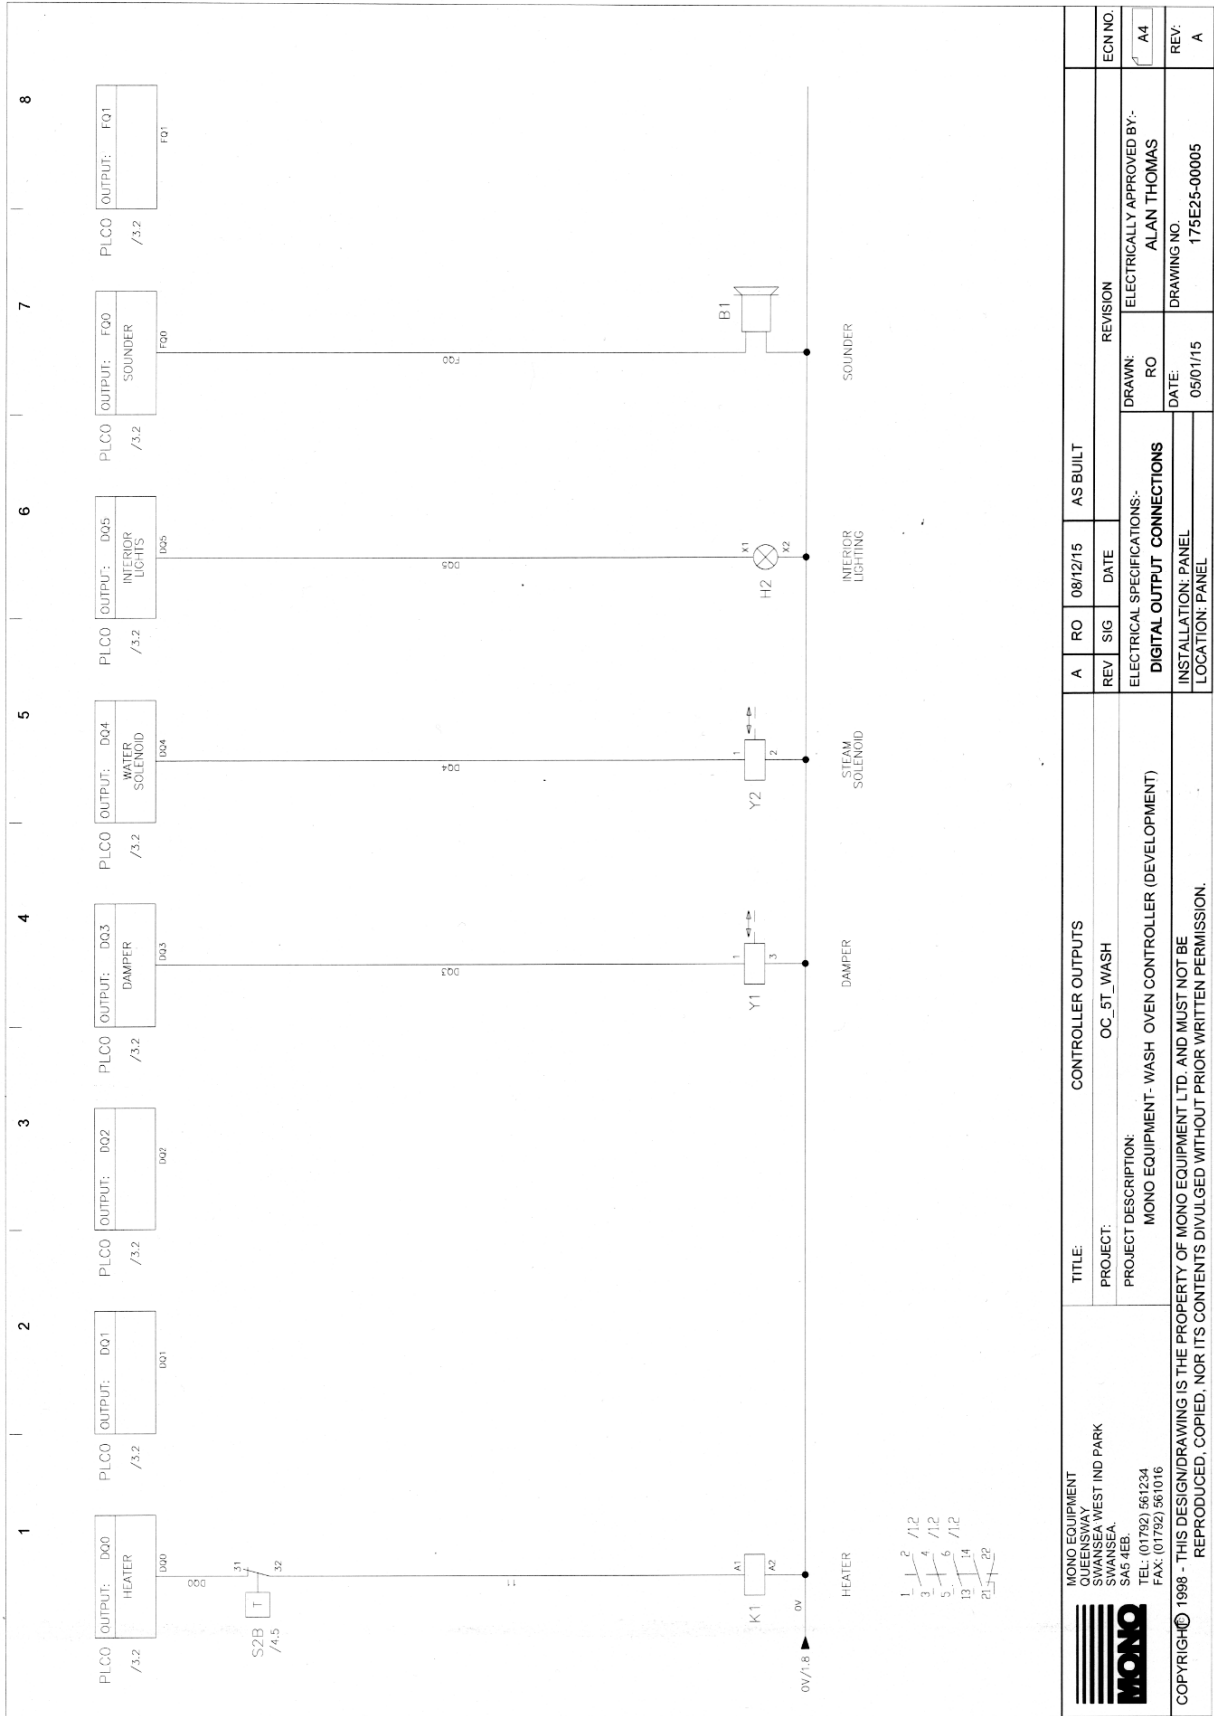 1 2 3 4 5 6 7 8
PLC0 OUTPUT: DQ0
/3.2 HEATER
DQ0
DQ0
S2B
/4.5
T
31
32
11
K1
A1
A2
0V/1.8
0V
HEATER
1 2 /1.2
3 4 /1.2
5 6 /1.2
13 14
21 22
PLC0 OUTPUT: DQ1
/3.2
DQ1
PLC0 OUTPUT: DQ2
/3.2
DQ2
PLC0 OUTPUT: DQ3
/3.2 DAMPER
DQ3
DQ3
Y1
1
3
DAMPER
PLC0 OUTPUT: DQ4
/3.2 WATER
SOLENOID
DQ4
DQ4
Y2
1
2
STEAM
SOLENOID
PLC0 OUTPUT: DQ5
/3.2 INTERIOR
LIGHTS
DQ5
DQ5
H2
X1
X2
INTERIOR
LIGHTING
PLC0 OUTPUT: FQ0
/3.2 SOUNDER
FQ0
FQ0
B1
SOUNDER
PLC0 OUTPUT: FQ1
/3.2
FQ1
MONO
MONO EQUIPMENT
QUEENSWAY
SWANSEA WEST IND PARK
SWANSEA.
SA5 4EB.
TEL: (01792) 561234
FAX: (01792) 561016
TITLE: CONTROLLER OUTPUTS
PROJECT: OC_5T_WASH
PROJECT DESCRIPTION:
MONO EQUIPMENT- WASH OVEN CONTROLLER (DEVELOPMENT)
A RO 08/12/15 AS BUILT
REV SIG DATE REVISION ECN NO.
ELECTRICAL SPECIFICATIONS:-
DIGITAL OUTPUT CONNECTIONS
INSTALLATION: PANEL
LOCATION: PANEL
DRAWN:
RO
ELECTRICALLY APPROVED BY:-
ALAN THOMAS
A4
DATE:
05/01/15
DRAWING NO.
175E25-00005
REV:
A
COPYRIGHT© 1998 - THIS DESIGN/DRAWING IS THE PROPERTY OF MONO EQUIPMENT LTD. AND MUST NOT BE
REPRODUCED, COPIED, NOR ITS CONTENTS DIVULGED WITHOUT PRIOR WRITTEN PERMISSION.